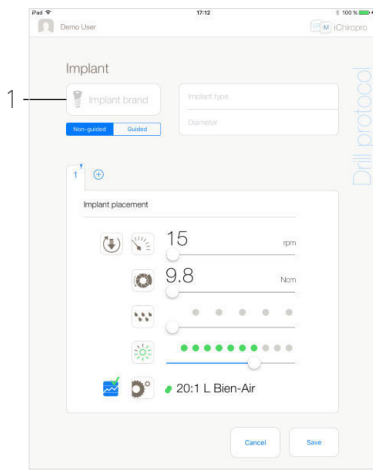 iPad 17:12 100 %
Demo User M iChiropro
Implant
1 Implant brand
Implant type
Diameter
Non-guided Guided
Drill protocol
1
Implant placement
15 rpm
9.8 Ncm
20:1 L Bien-Air
Cancel Save